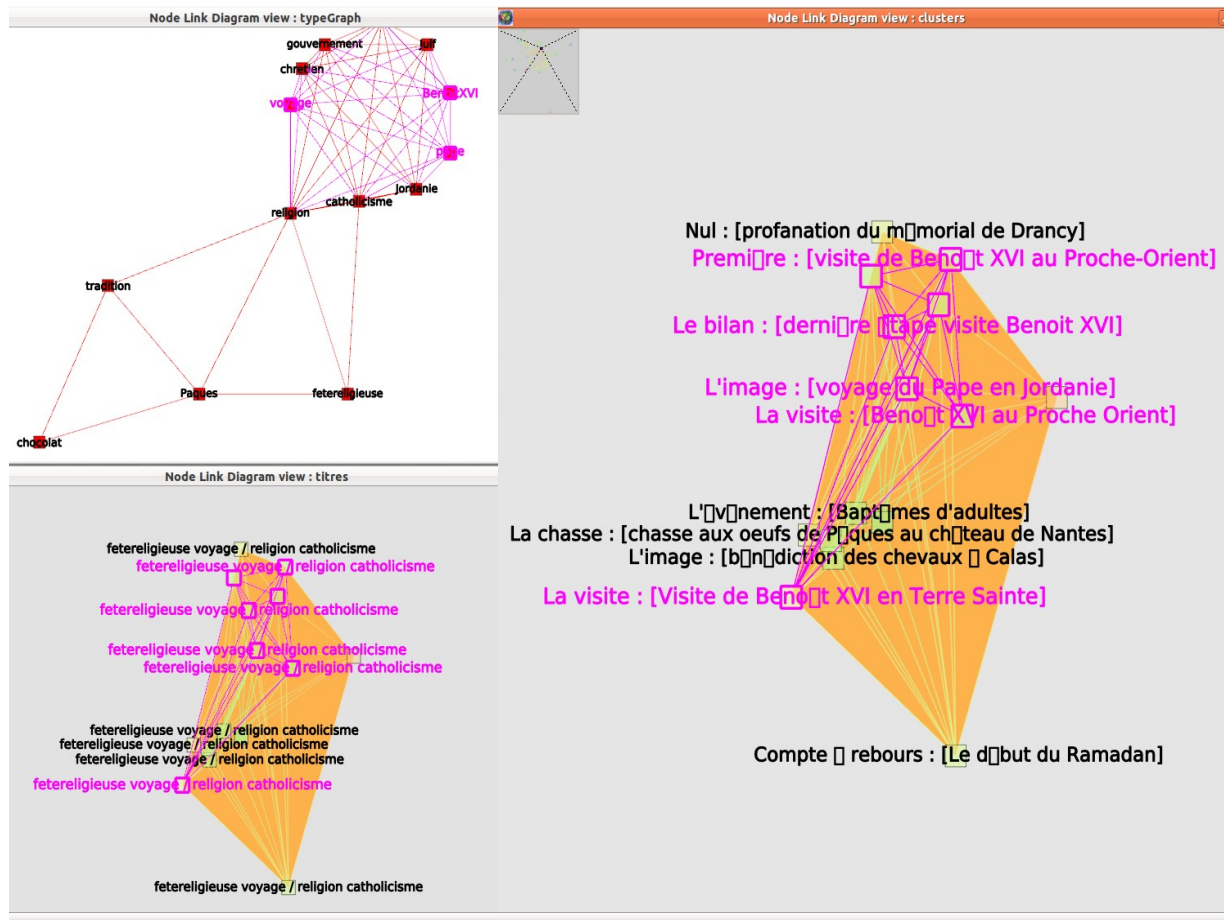 Node Link Diagram view : typeGraph
gouvernement
juif
chretien
voyage
BenoitXVI
pape
jordanie
catholicisme
religion
tradition
Paques
fetereligieuse
chocolat
Node Link Diagram view : titres
fetereligieuse voyage / religion catholicisme
fetereligieuse voyage / religion catholicisme
fetereligieuse voyage / religion catholicisme
fetereligieuse voyage / religion catholicisme
fetereligieuse voyage / religion catholicisme
fetereligieuse voyage / religion catholicisme
fetereligieuse voyage / religion catholicisme
fetereligieuse voyage / religion catholicisme
fetereligieuse voyage / religion catholicisme
fetereligieuse voyage / religion catholicisme
Node Link Diagram view : clusters
Nul : [profanation du m▯morial de Drancy]
Premi▯re : [visite de Beno▯t XVI au Proche-Orient]
Le bilan : [derni▯re ▯tape visite Benoit XVI]
L'image : [voyage du Pape en Jordanie]
La visite : [Beno▯t XVI au Proche Orient]
L'▯v▯nement : [Bapt▯mes d'adultes]
La chasse : [chasse aux oeufs de P▯ques au ch▯teau de Nantes]
L'image : [b▯n▯diction des chevaux ▯ Calas]
La visite : [Visite de Beno▯t XVI en Terre Sainte]
Compte ▯ rebours : [Le d▯but du Ramadan]